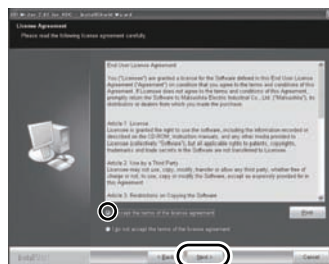 License Agreement
Please read the following license agreement carefully.
End User License Agreement
You ("Licensee") are granted a license for the Software defined in this End User License
Agreement ("Agreement") on condition that you agree to the terms and conditions of this
Agreement. If Licensee does not agree to the terms and conditions of this Agreement,
promptly return the Software to Matsushita Electric Industrial Co., Ltd. ("Matsushita"), its
distributors or dealers from which you made the purchase.
Article 1 License
Licensee is granted the right to use the software, including the information recorded or
described on the CD-ROM, instruction manuals, and any other media provided to
Licensee (collectively "Software"), but all applicable rights to patents, copyrights,
trademarks and trade secrets in the Software are not transferred to Licensee.
Article 2 Use by a Third Party
Licensee may not use, copy, modify, transfer or allow any third party, whether free of
charge or not, to use, copy or modify the Software, except as expressly provided for in
this Agreement.
Article 3 Restrictions on Copying the Software
accept the terms of the license agreement
Print
I do not accept the terms of the license agreement
InstallShield
< Back
Next >
Cancel